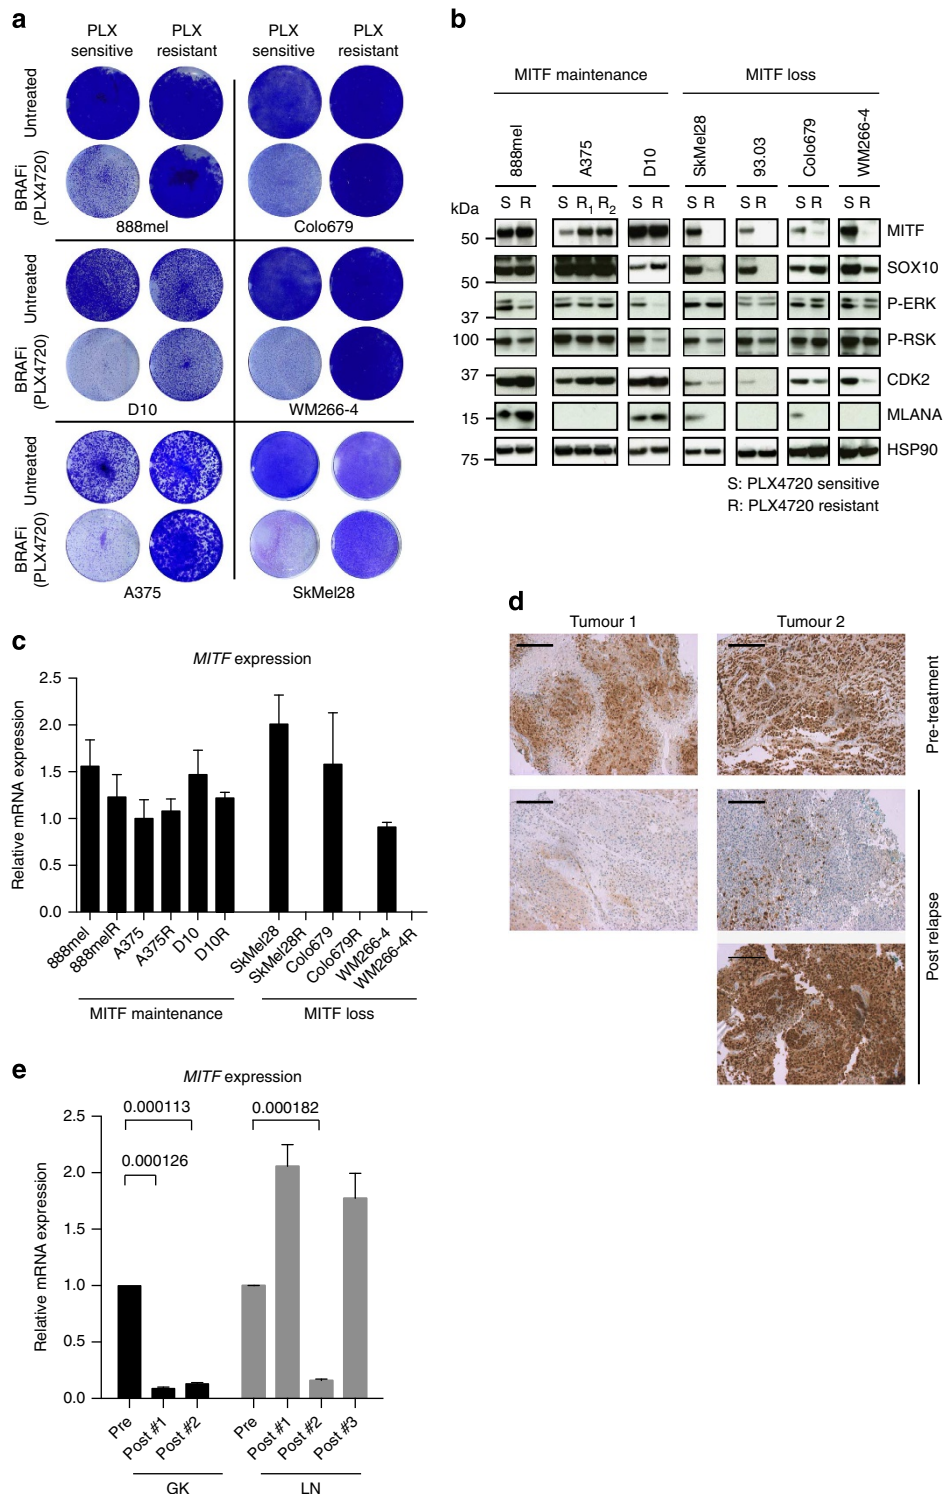 a
PLX sensitive
PLX resistant
PLX sensitive
PLX resistant
Untreated
BRAFi (PLX4720)
888mel
Colo679
Untreated
BRAFi (PLX4720)
D10
WM266-4
Untreated
BRAFi (PLX4720)
A375
SkMel28
b
MITF maintenance
MITF loss
888mel
A375
D10
SkMel28
93.03
Colo679
WM266-4
kDa
S R
S R1 R2
S R
S R
S R
S R
S R
50
MITF
50
SOX10
37
P-ERK
100
P-RSK
37
CDK2
15
MLANA
75
HSP90
S: PLX4720 sensitive
R: PLX4720 resistant
c
MITF expression
Relative mRNA expression
2.5
2.0
1.5
1.0
0.5
0.0
888mel
888melR
A375
A375R
D10
D10R
SkMel28
SkMel28R
Colo679
Colo679R
WM266-4
WM266-4R
MITF maintenance
MITF loss
d
Tumour 1
Tumour 2
Pre-treatment
Post relapse
e
MITF expression
Relative mRNA expression
2.5
2.0
1.5
1.0
0.5
0.0
0.000113
0.000126
0.000182
Pre
Post #1
Post #2
Pre
Post #1
Post #2
Post #3
GK
LN